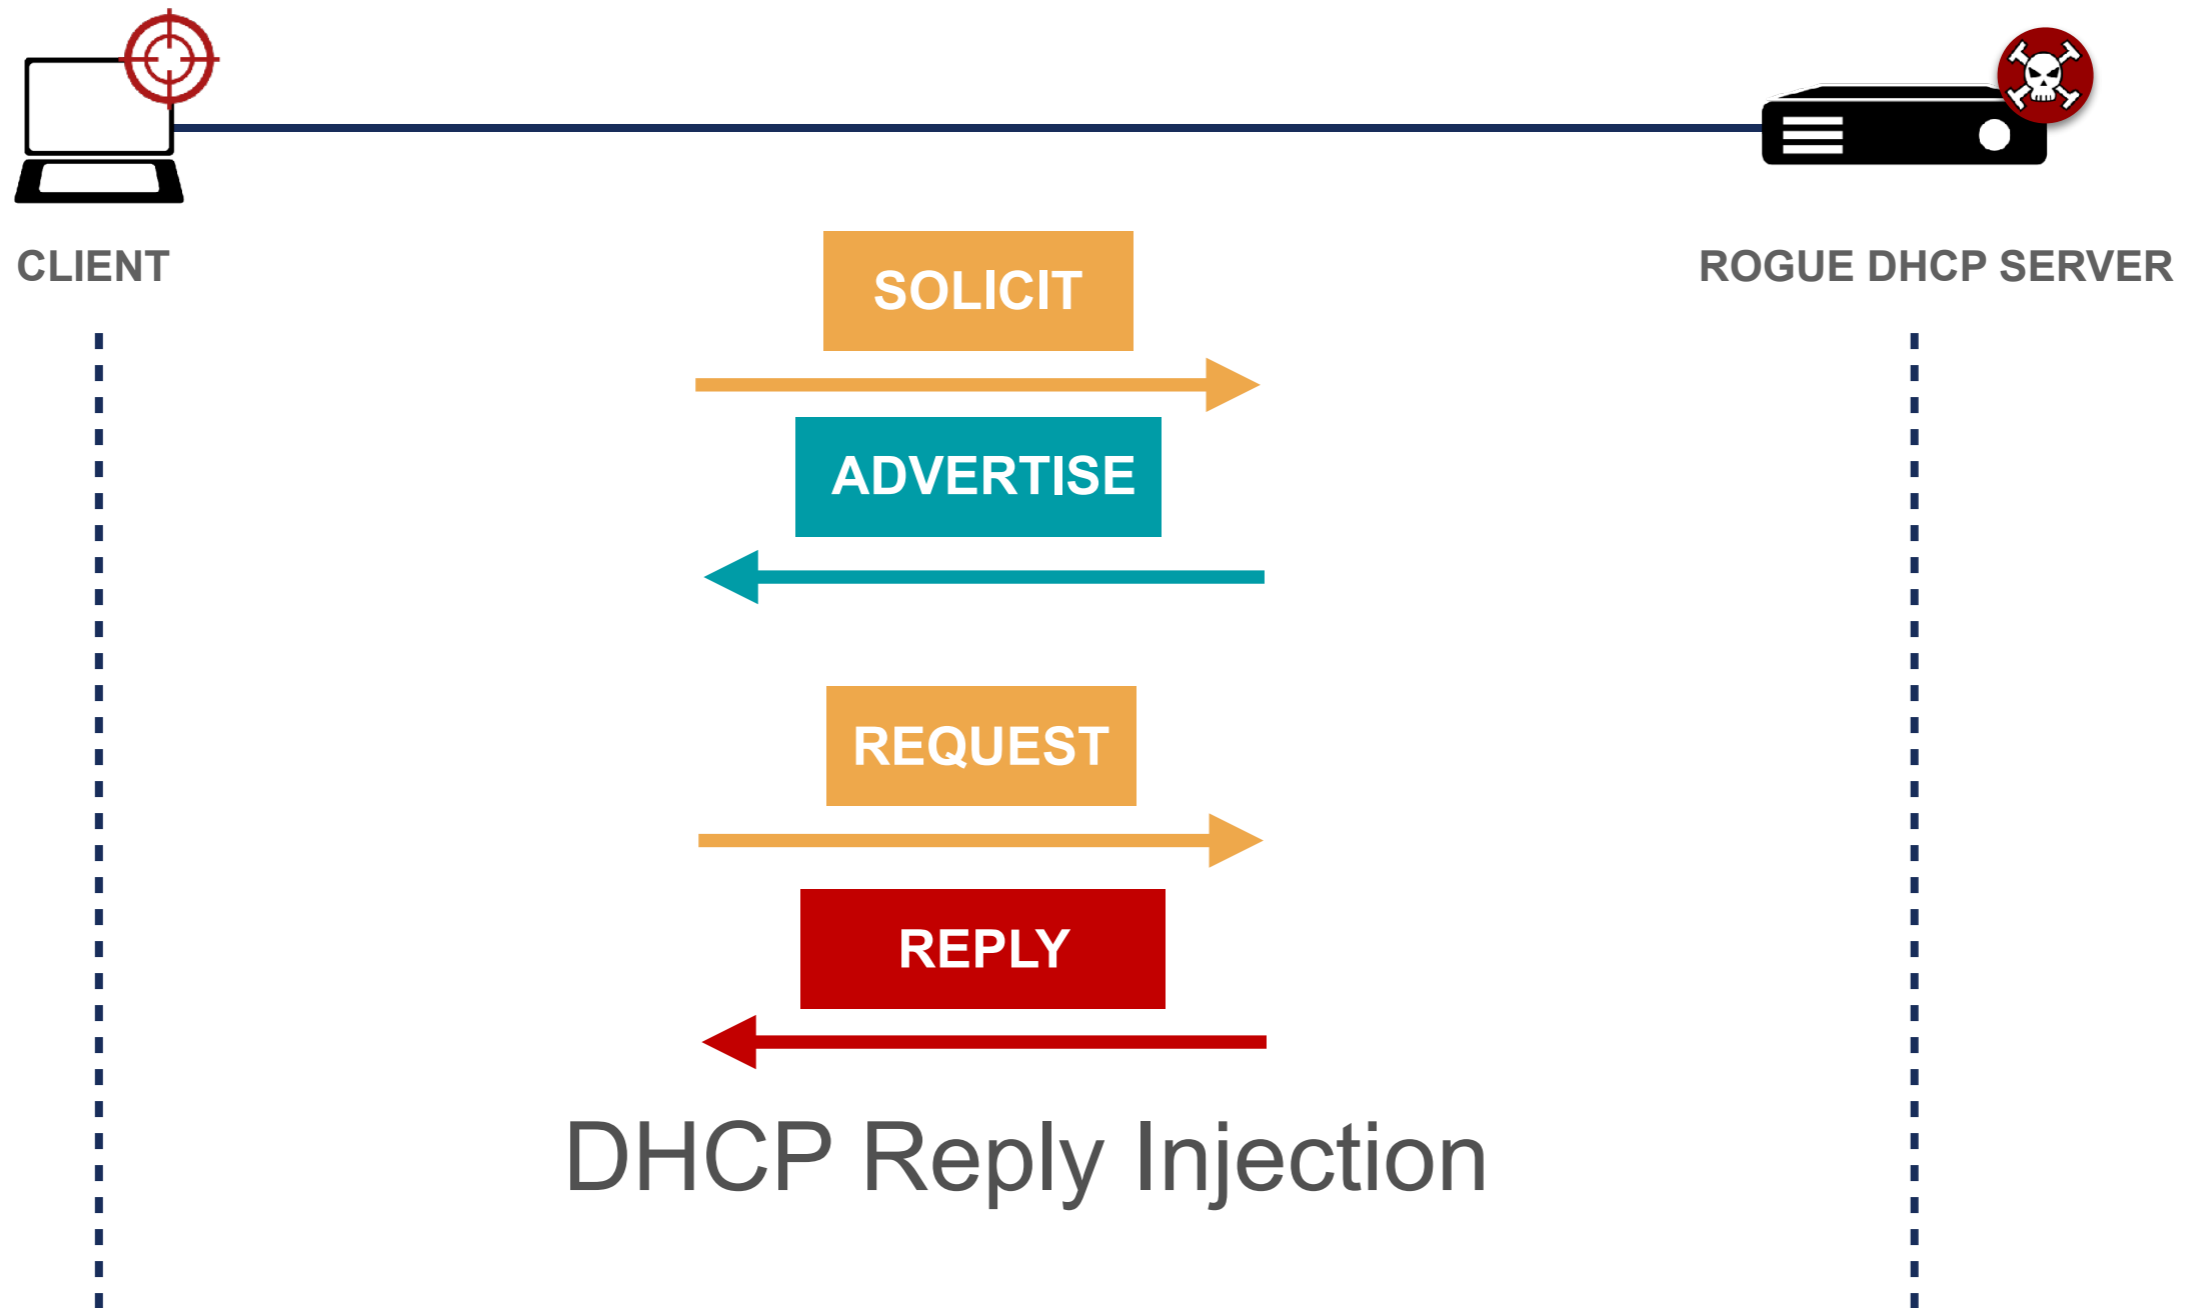 CLIENT
ROGUE DHCP SERVER
SOLICIT
ADVERTISE
REQUEST
REPLY
DHCP Reply Injection